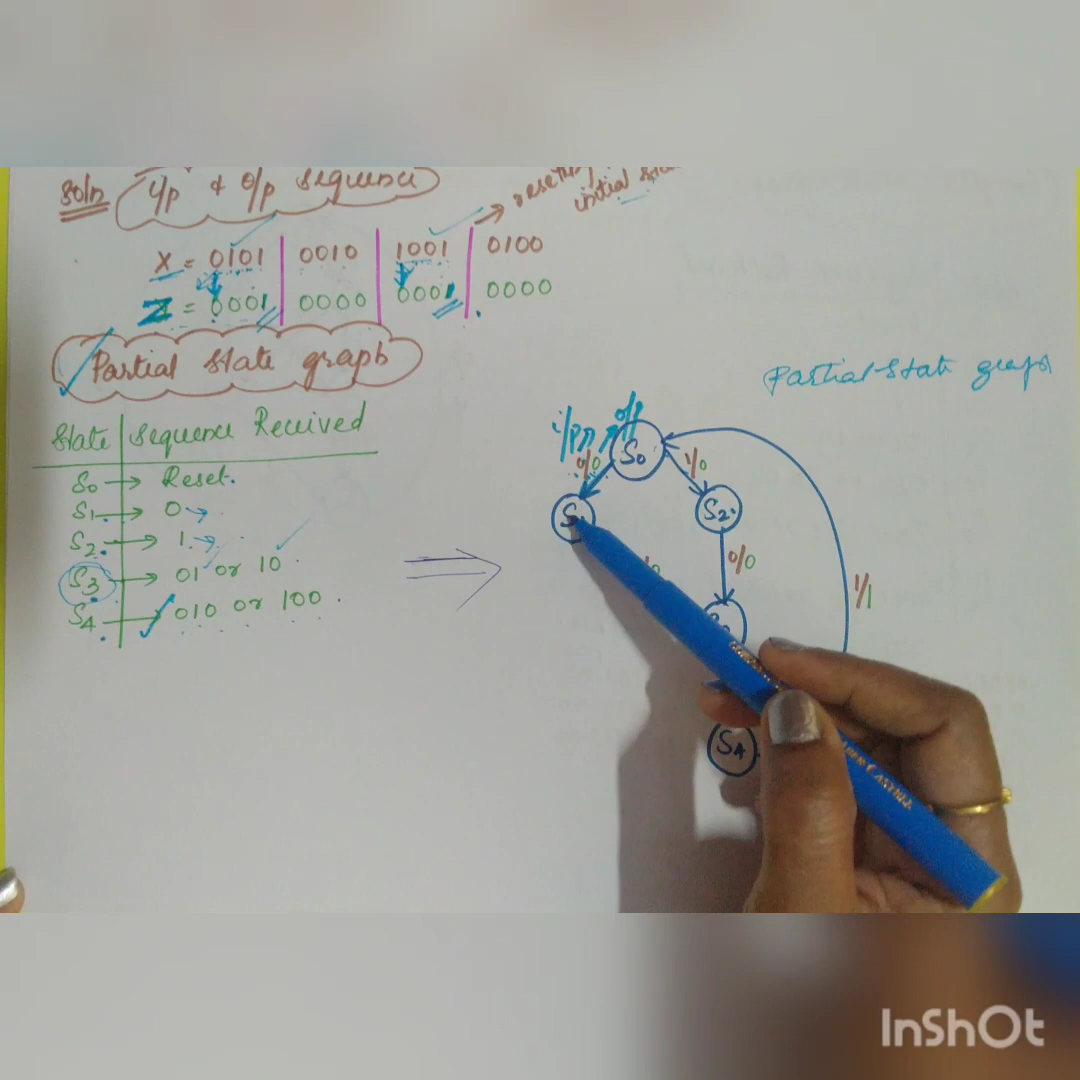 Soln i/p & o/p sequence
initial
X = 0101 | 0010 | 1001 | 0100
Z = 0001 | 0000 | 0001 | 0000
Partial state graph
Partial state graph
State | Sequence Received
S0 → Reset.
S1 → 0
S2 → 1.
S3 → 01 or 10.
S4 → 010 or 100.
i/p o/p
S0
0/0
1/0
S2
0/0
1/1
S4
InShOt